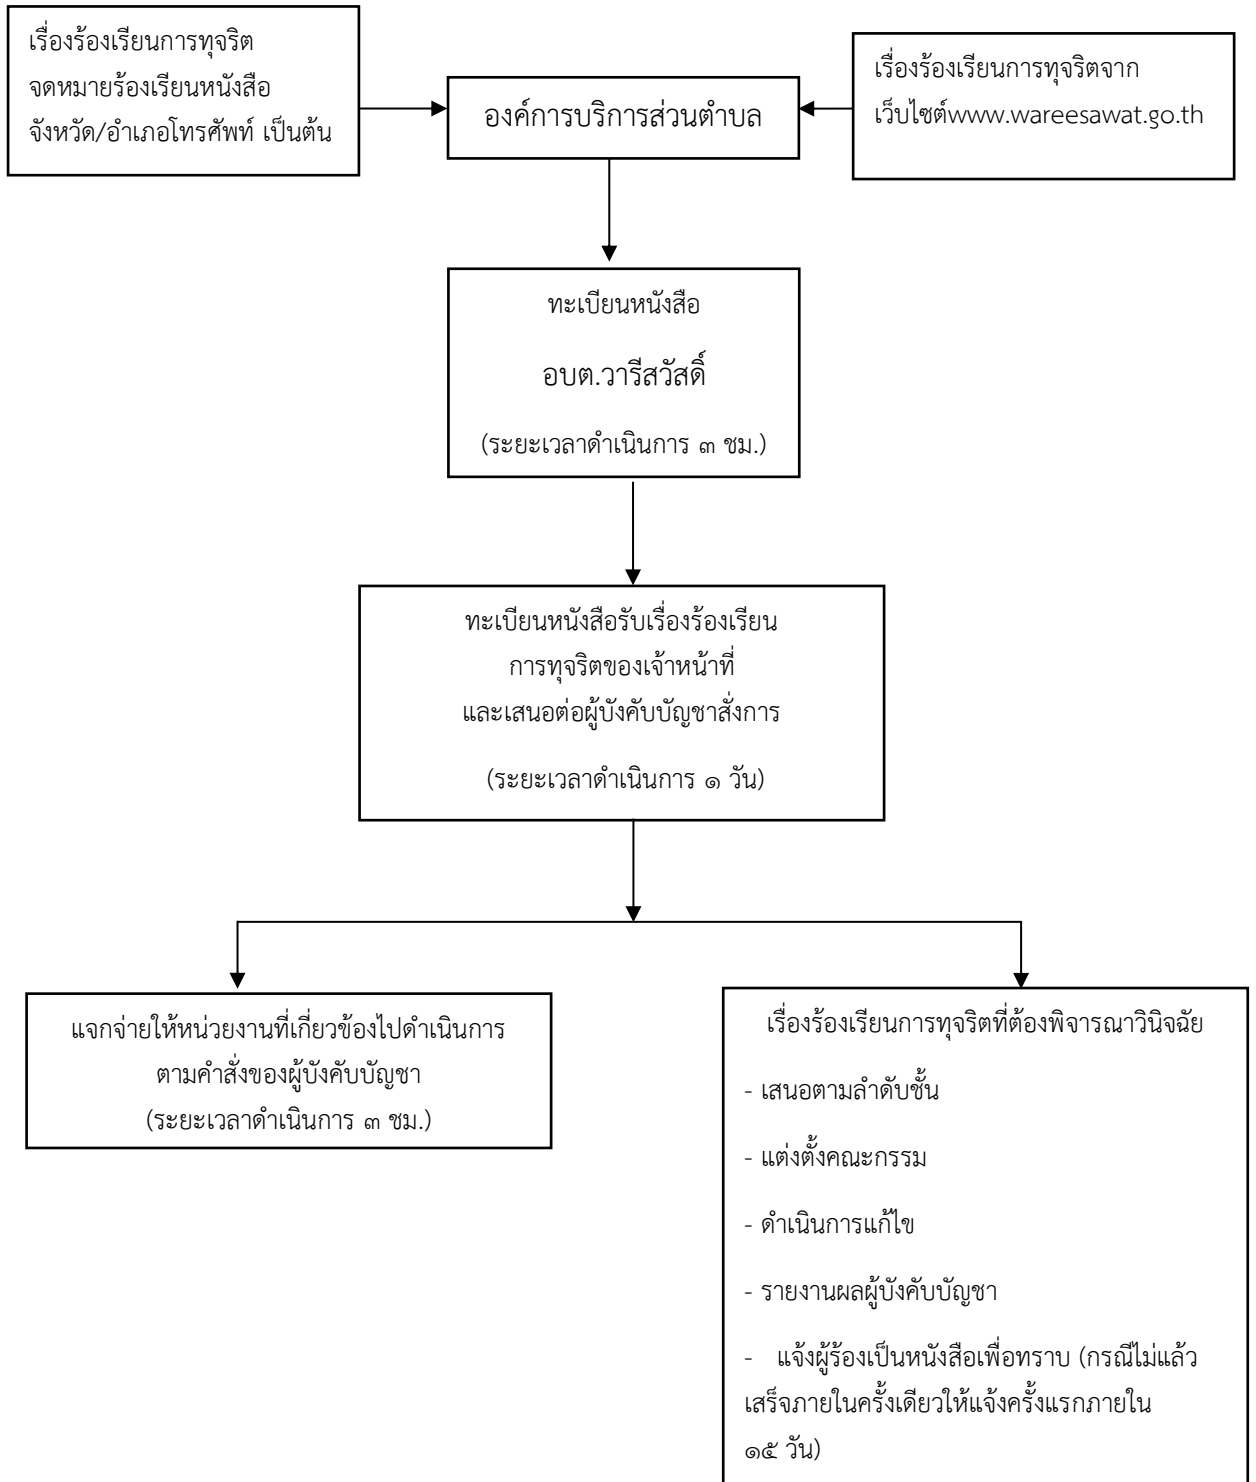 เรื่องร้องเรียนการทุจริต
จดหมายร้องเรียนหนังสือ
จังหวัด/อำเภอโทรศัพท์ เป็นต้น
องค์การบริการส่วนตำบล
เรื่องร้องเรียนการทุจริตจาก
เว็บไซต์www.wareesawat.go.th
ทะเบียนหนังสือ
อบต.วารีสวัสดิ์
(ระยะเวลาดำเนินการ ๓ ชม.)
ทะเบียนหนังสือรับเรื่องร้องเรียน
การทุจริตของเจ้าหน้าที่
และเสนอต่อผู้บังคับบัญชาสั่งการ
(ระยะเวลาดำเนินการ ๑ วัน)
แจกจ่ายให้หน่วยงานที่เกี่ยวข้องไปดำเนินการ
ตามคำสั่งของผู้บังคับบัญชา
(ระยะเวลาดำเนินการ ๓ ชม.)
เรื่องร้องเรียนการทุจริตที่ต้องพิจารณาวินิจฉัย
- เสนอตามลำดับชั้น
- แต่งตั้งคณะกรรม
- ดำเนินการแก้ไข
- รายงานผลผู้บังคับบัญชา
- แจ้งผู้ร้องเป็นหนังสือเพื่อทราบ (กรณีไม่แล้ว
เสร็จภายในครั้งเดียวให้แจ้งครั้งแรกภายใน
๑๕ วัน)